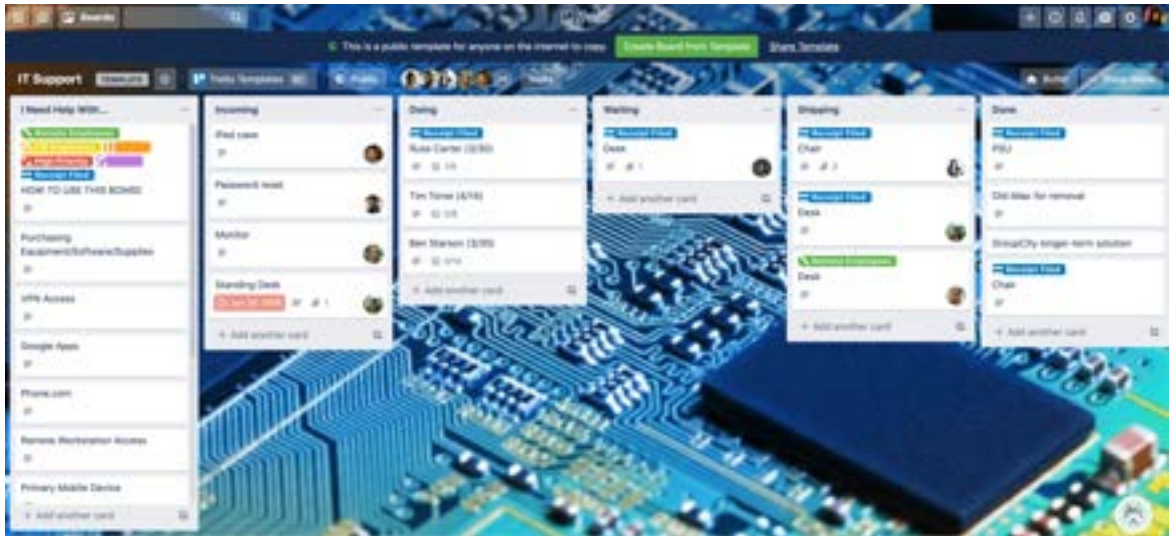 Boards
This is a public template for anyone on the internet to copy.
Create Board from Template
Share Template
IT Support
TEMPLATE
Trello Templates
Public
I Need Help With...
Remote Employees
High Priority
Receipt Filed
HOW TO USE THIS BOARD
Purchasing
Equipment/Software/Supplies
VPN Access
Google Apps
Phone.com
Remote Workstation Access
Primary Mobile Device
+ Add another card
Incoming
iPad case
Password reset
Monitor
Standing Desk
1
+ Add another card
Doing
Receipt Filed
Russ Carter (3/30)
Tim Torse (4/14)
Ben Starson (3/30)
+ Add another card
Waiting
Receipt Filed
Desk
1
+ Add another card
Shipping
Receipt Filed
Chair
2
Receipt Filed
Desk
Remote Employees
Desk
+ Add another card
Done
Receipt Filed
PSU
Old iMac for removal
GroupCity longer-term solution
Receipt Filed
Chair
+ Add another card